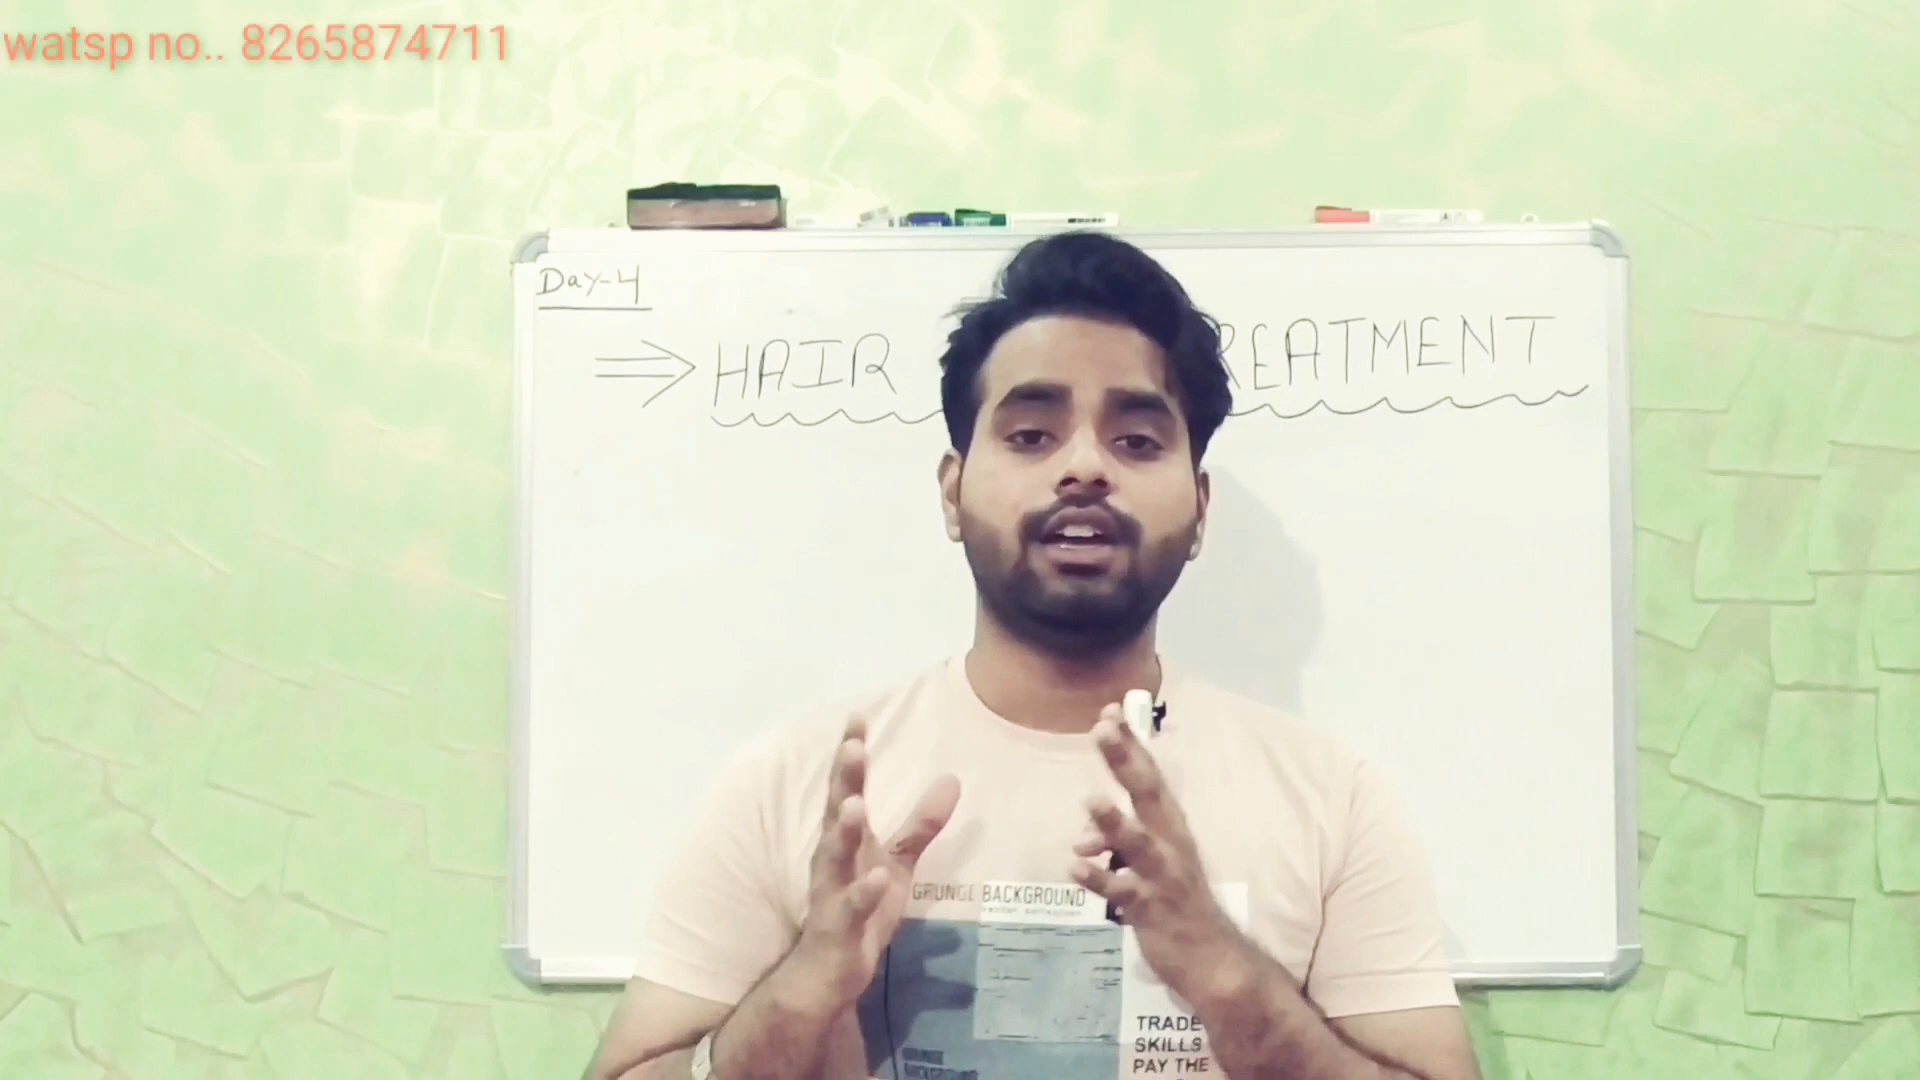 watsp no.. 8265874711
Day-4
⇒ HAIR REATMENT
GRUNGE BACKGROUND
TRADE
SKILLS
PAY THE